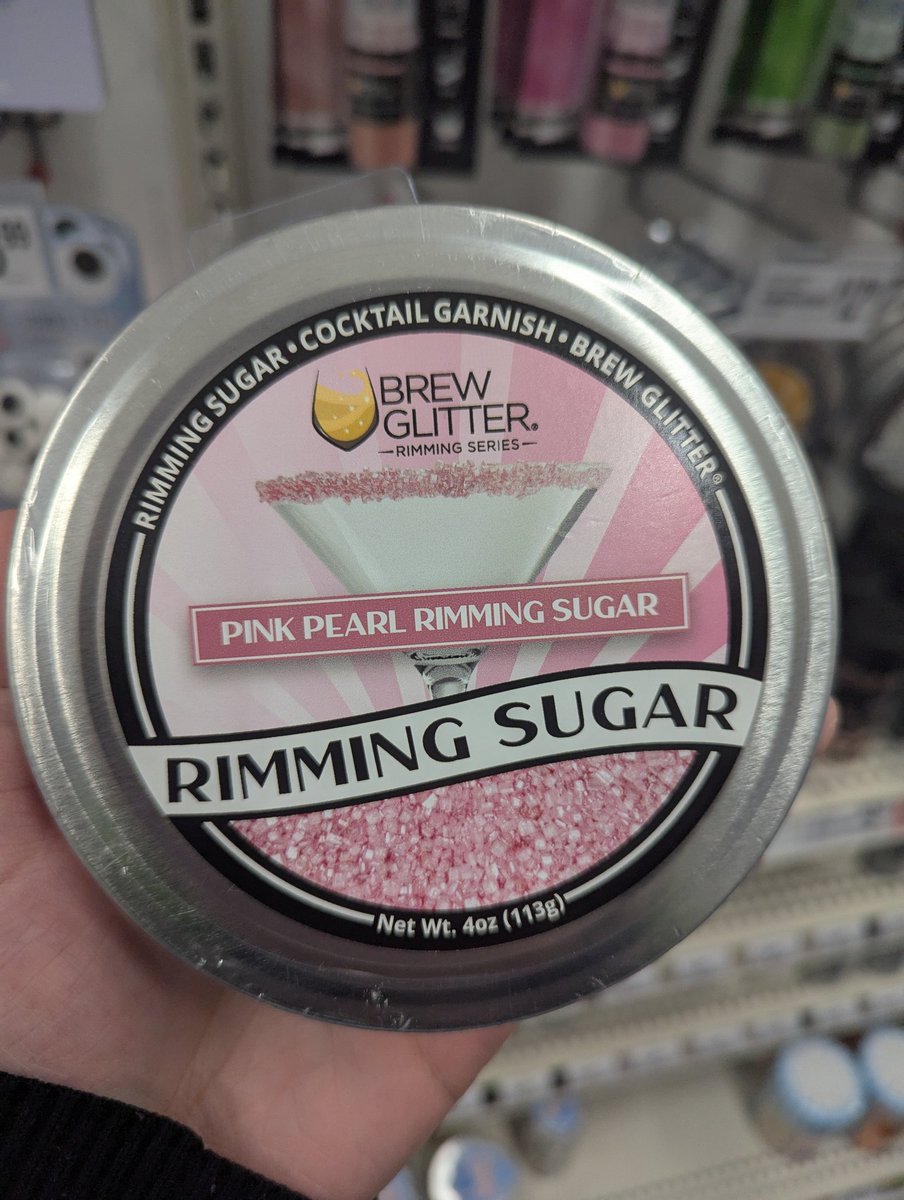 RIMMING SUGAR • COCKTAIL GARNISH • BREW GLITTER®
BREW
GLITTER®
RIMMING SERIES
PINK PEARL RIMMING SUGAR
RIMMING SUGAR
Net Wt. 4oz (113g)